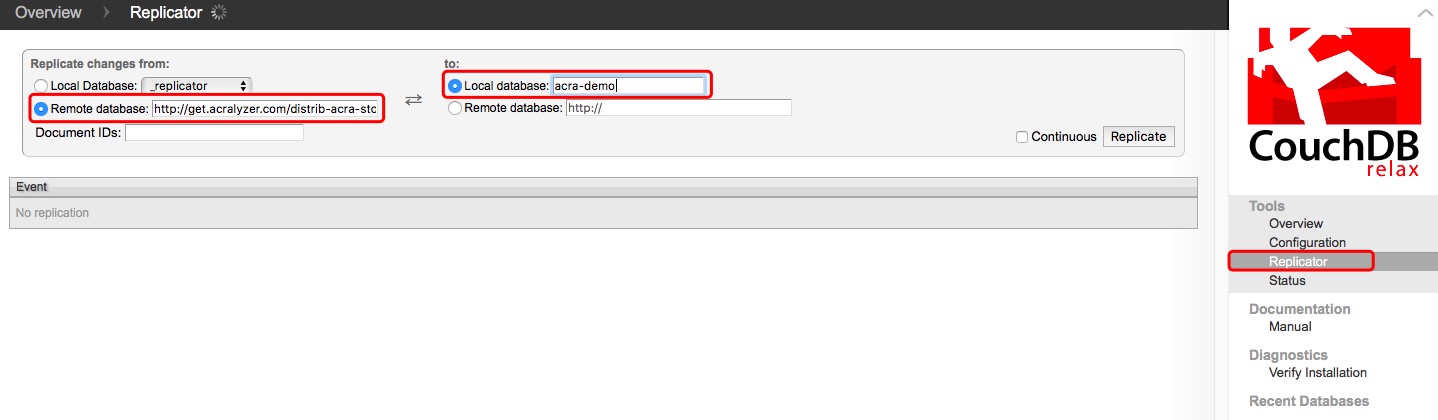 Overview Replicator
Replicate changes from: to:
Local Database: _replicator Local database: acra-demo
Remote database: http://get.acralyzer.com/distrib-acra-sto Remote database: http://
Document IDs:
Continuous Replicate
Event
No replication
CouchDB
relax
Tools
Overview
Configuration
Replicator
Status
Documentation
Manual
Diagnostics
Verify Installation
Recent Databases